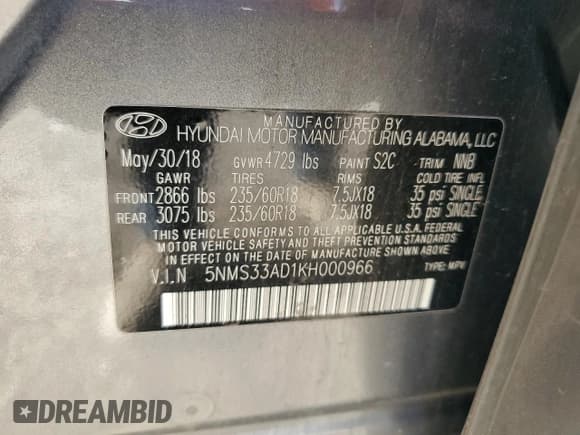 MANUFACTURED BY
HYUNDAI MOTOR MANUFACTURING ALABAMA, LLC
May/30/18 GVWR 4729 lbs PAINT S2C TRIM NNB
GAWR TIRES RIMS COLD TIRE INFL
FRONT 2866 lbs 235/60R18 7.5JX18 35 psi SINGLE
REAR 3075 lbs 235/60R18 7.5JX18 35 psi SINGLE
THIS VEHICLE CONFORMS TO ALL APPLICABLE U.S.A. FEDERAL
MOTOR VEHICLE SAFETY AND THEFT PREVENTION STANDARDS
IN EFFECT ON THE DATE OF MANUFACTURE SHOWN ABOVE
V.I.N 5NMS33AD1KH000966 TYPE: MPV
DREAMBID